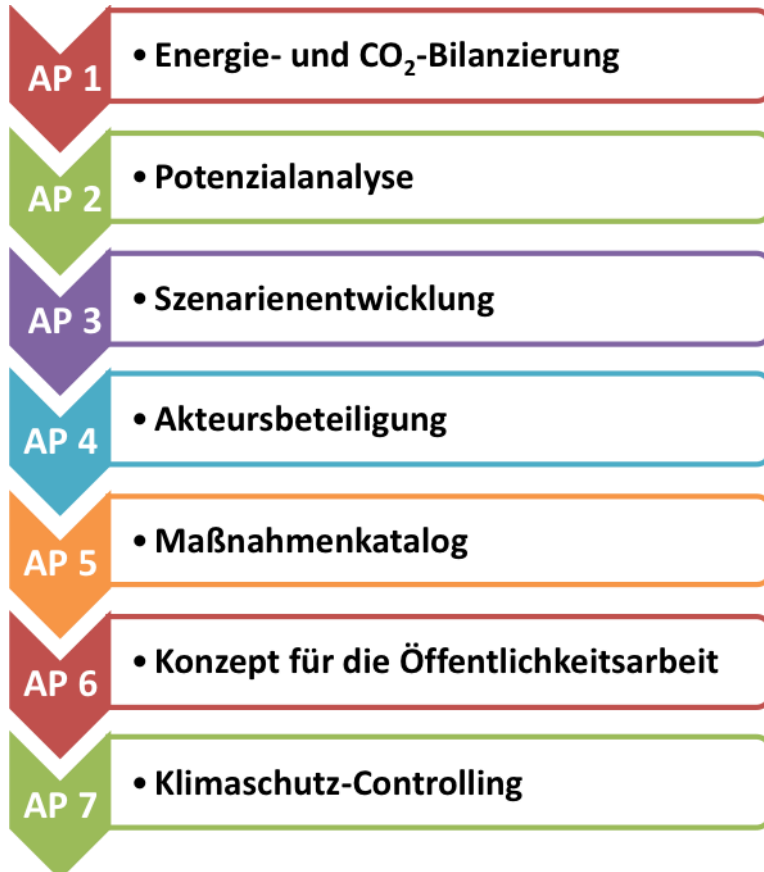 AP 1
• Energie- und CO₂-Bilanzierung
AP 2
• Potenzialanalyse
AP 3
• Szenarienentwicklung
AP 4
• Akteursbeteiligung
AP 5
• Maßnahmenkatalog
AP 6
• Konzept für die Öffentlichkeitsarbeit
AP 7
• Klimaschutz-Controlling